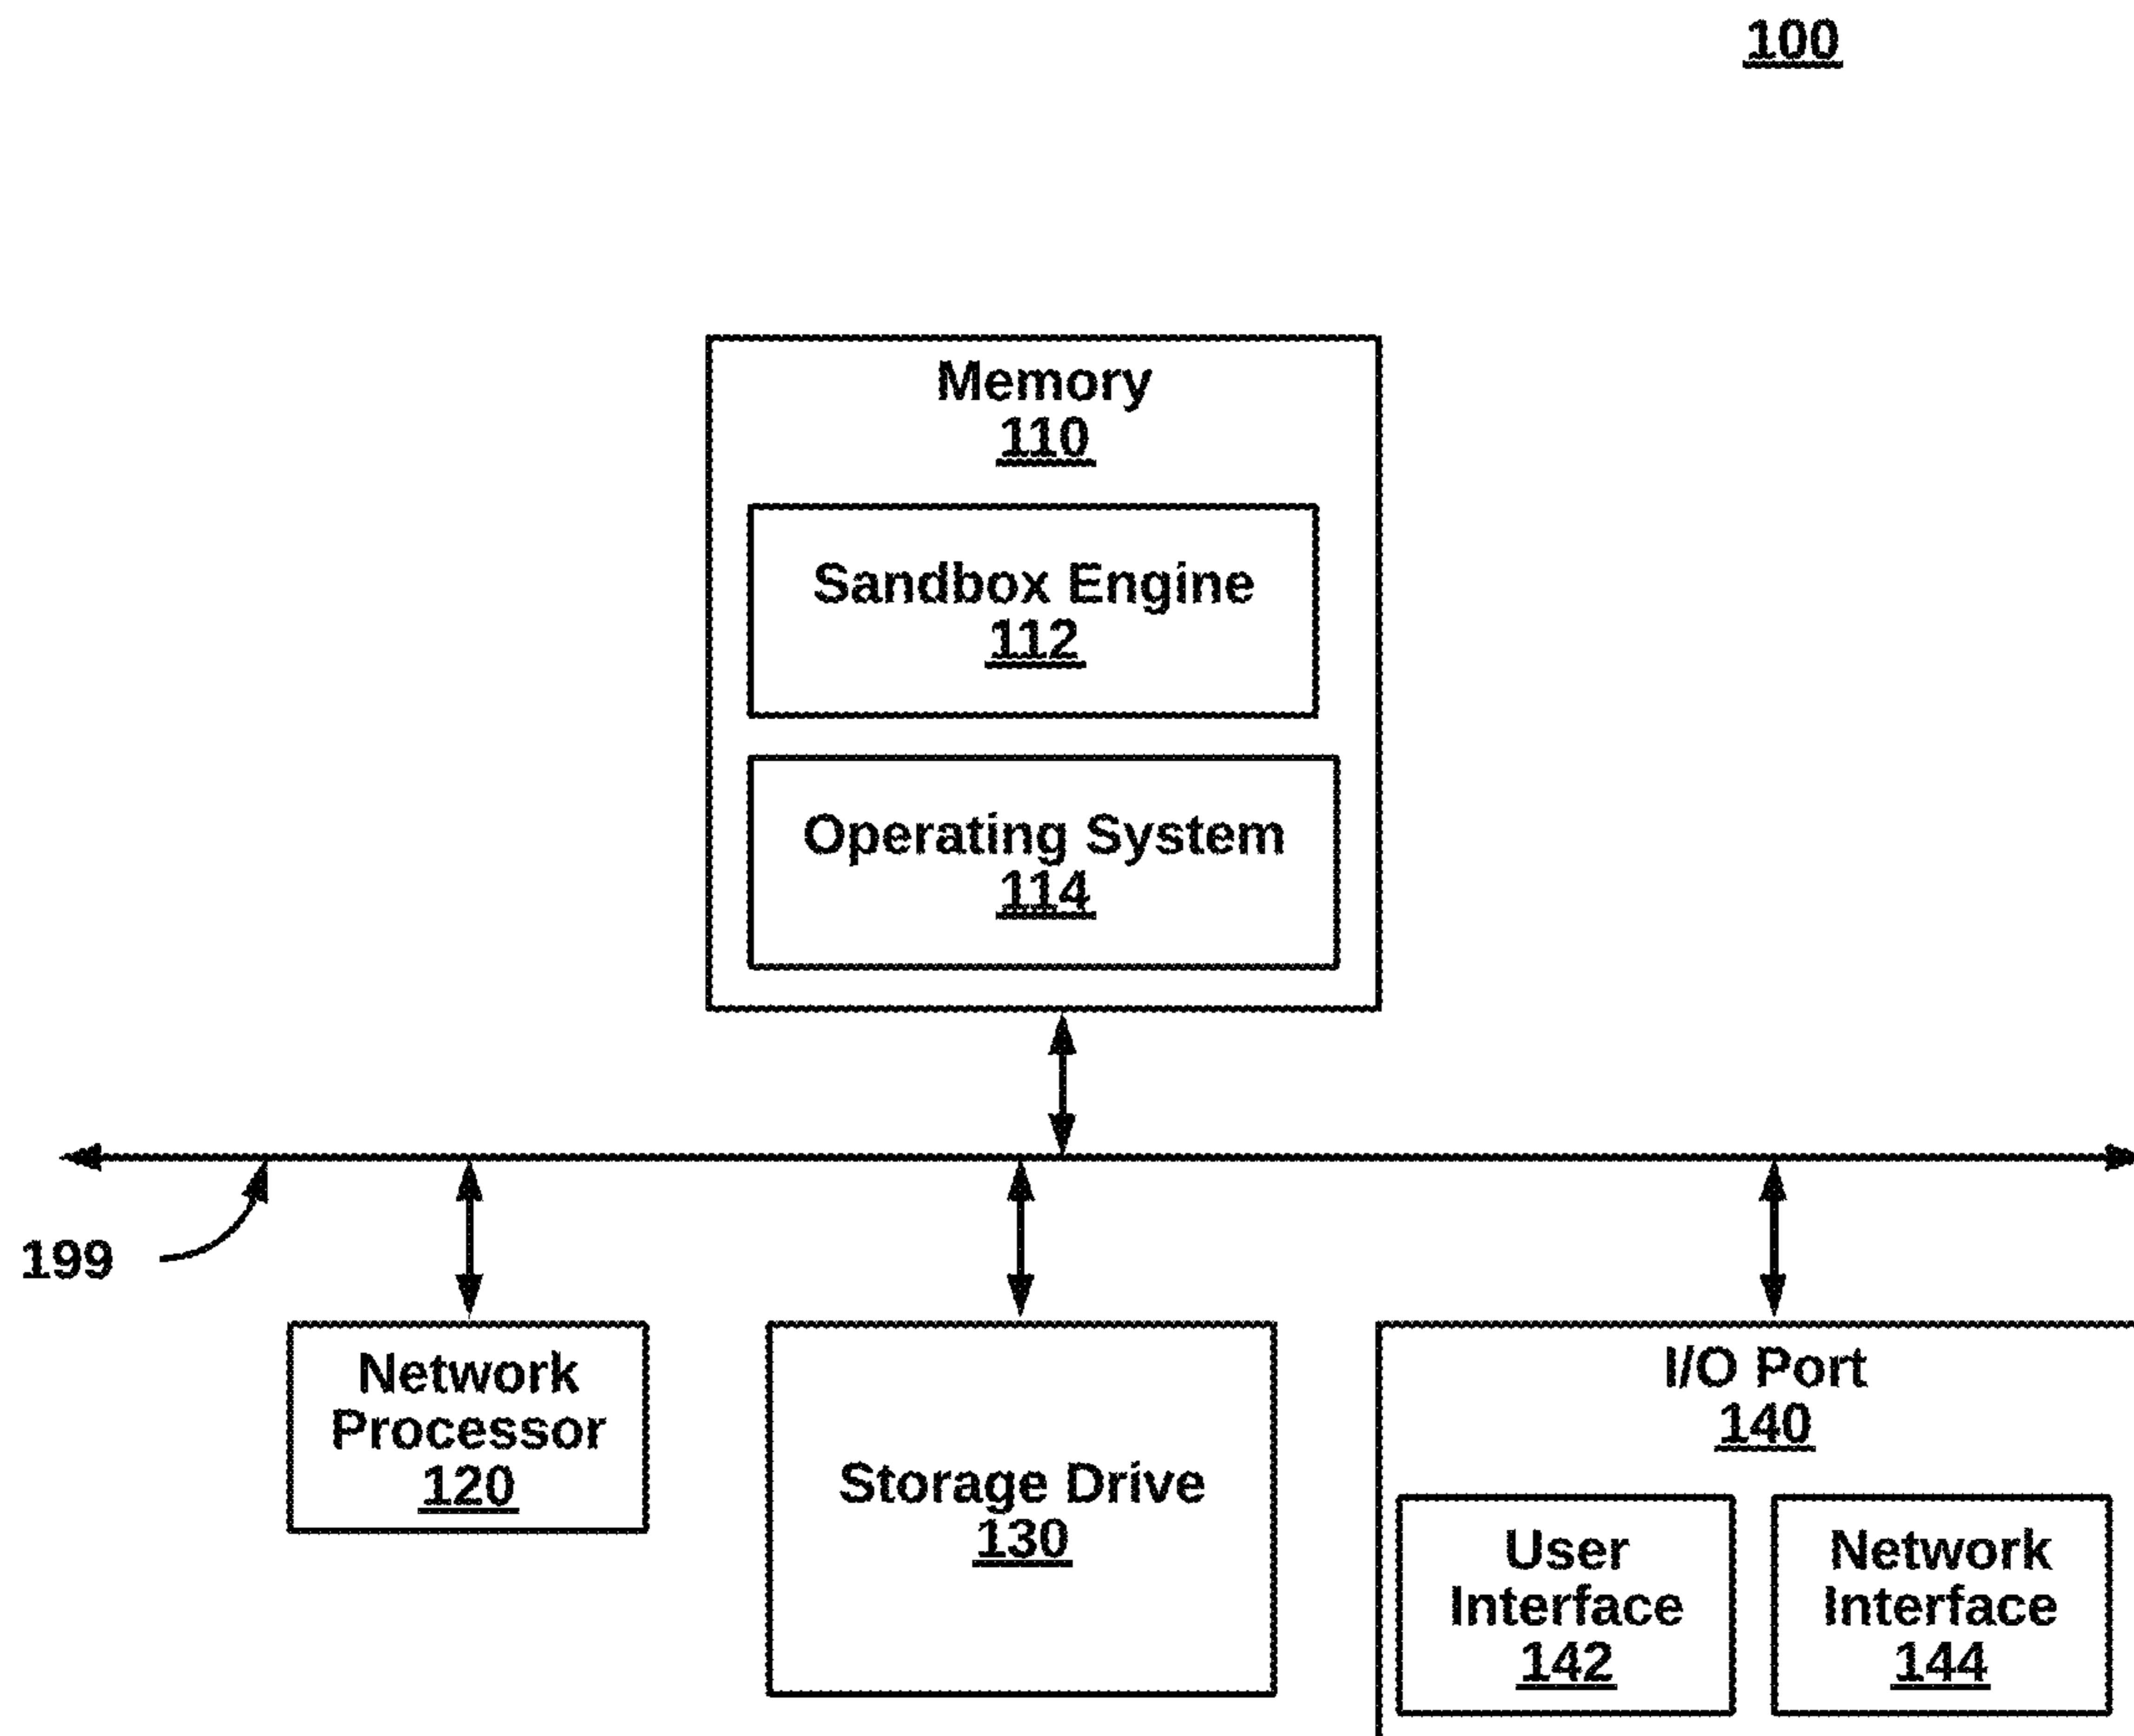 100
Memory
110
Sandbox Engine
112
Operating System
114
199
Network
Processor
120
Storage Drive
130
I/O Port
140
User
Interface
142
Network
Interface
144